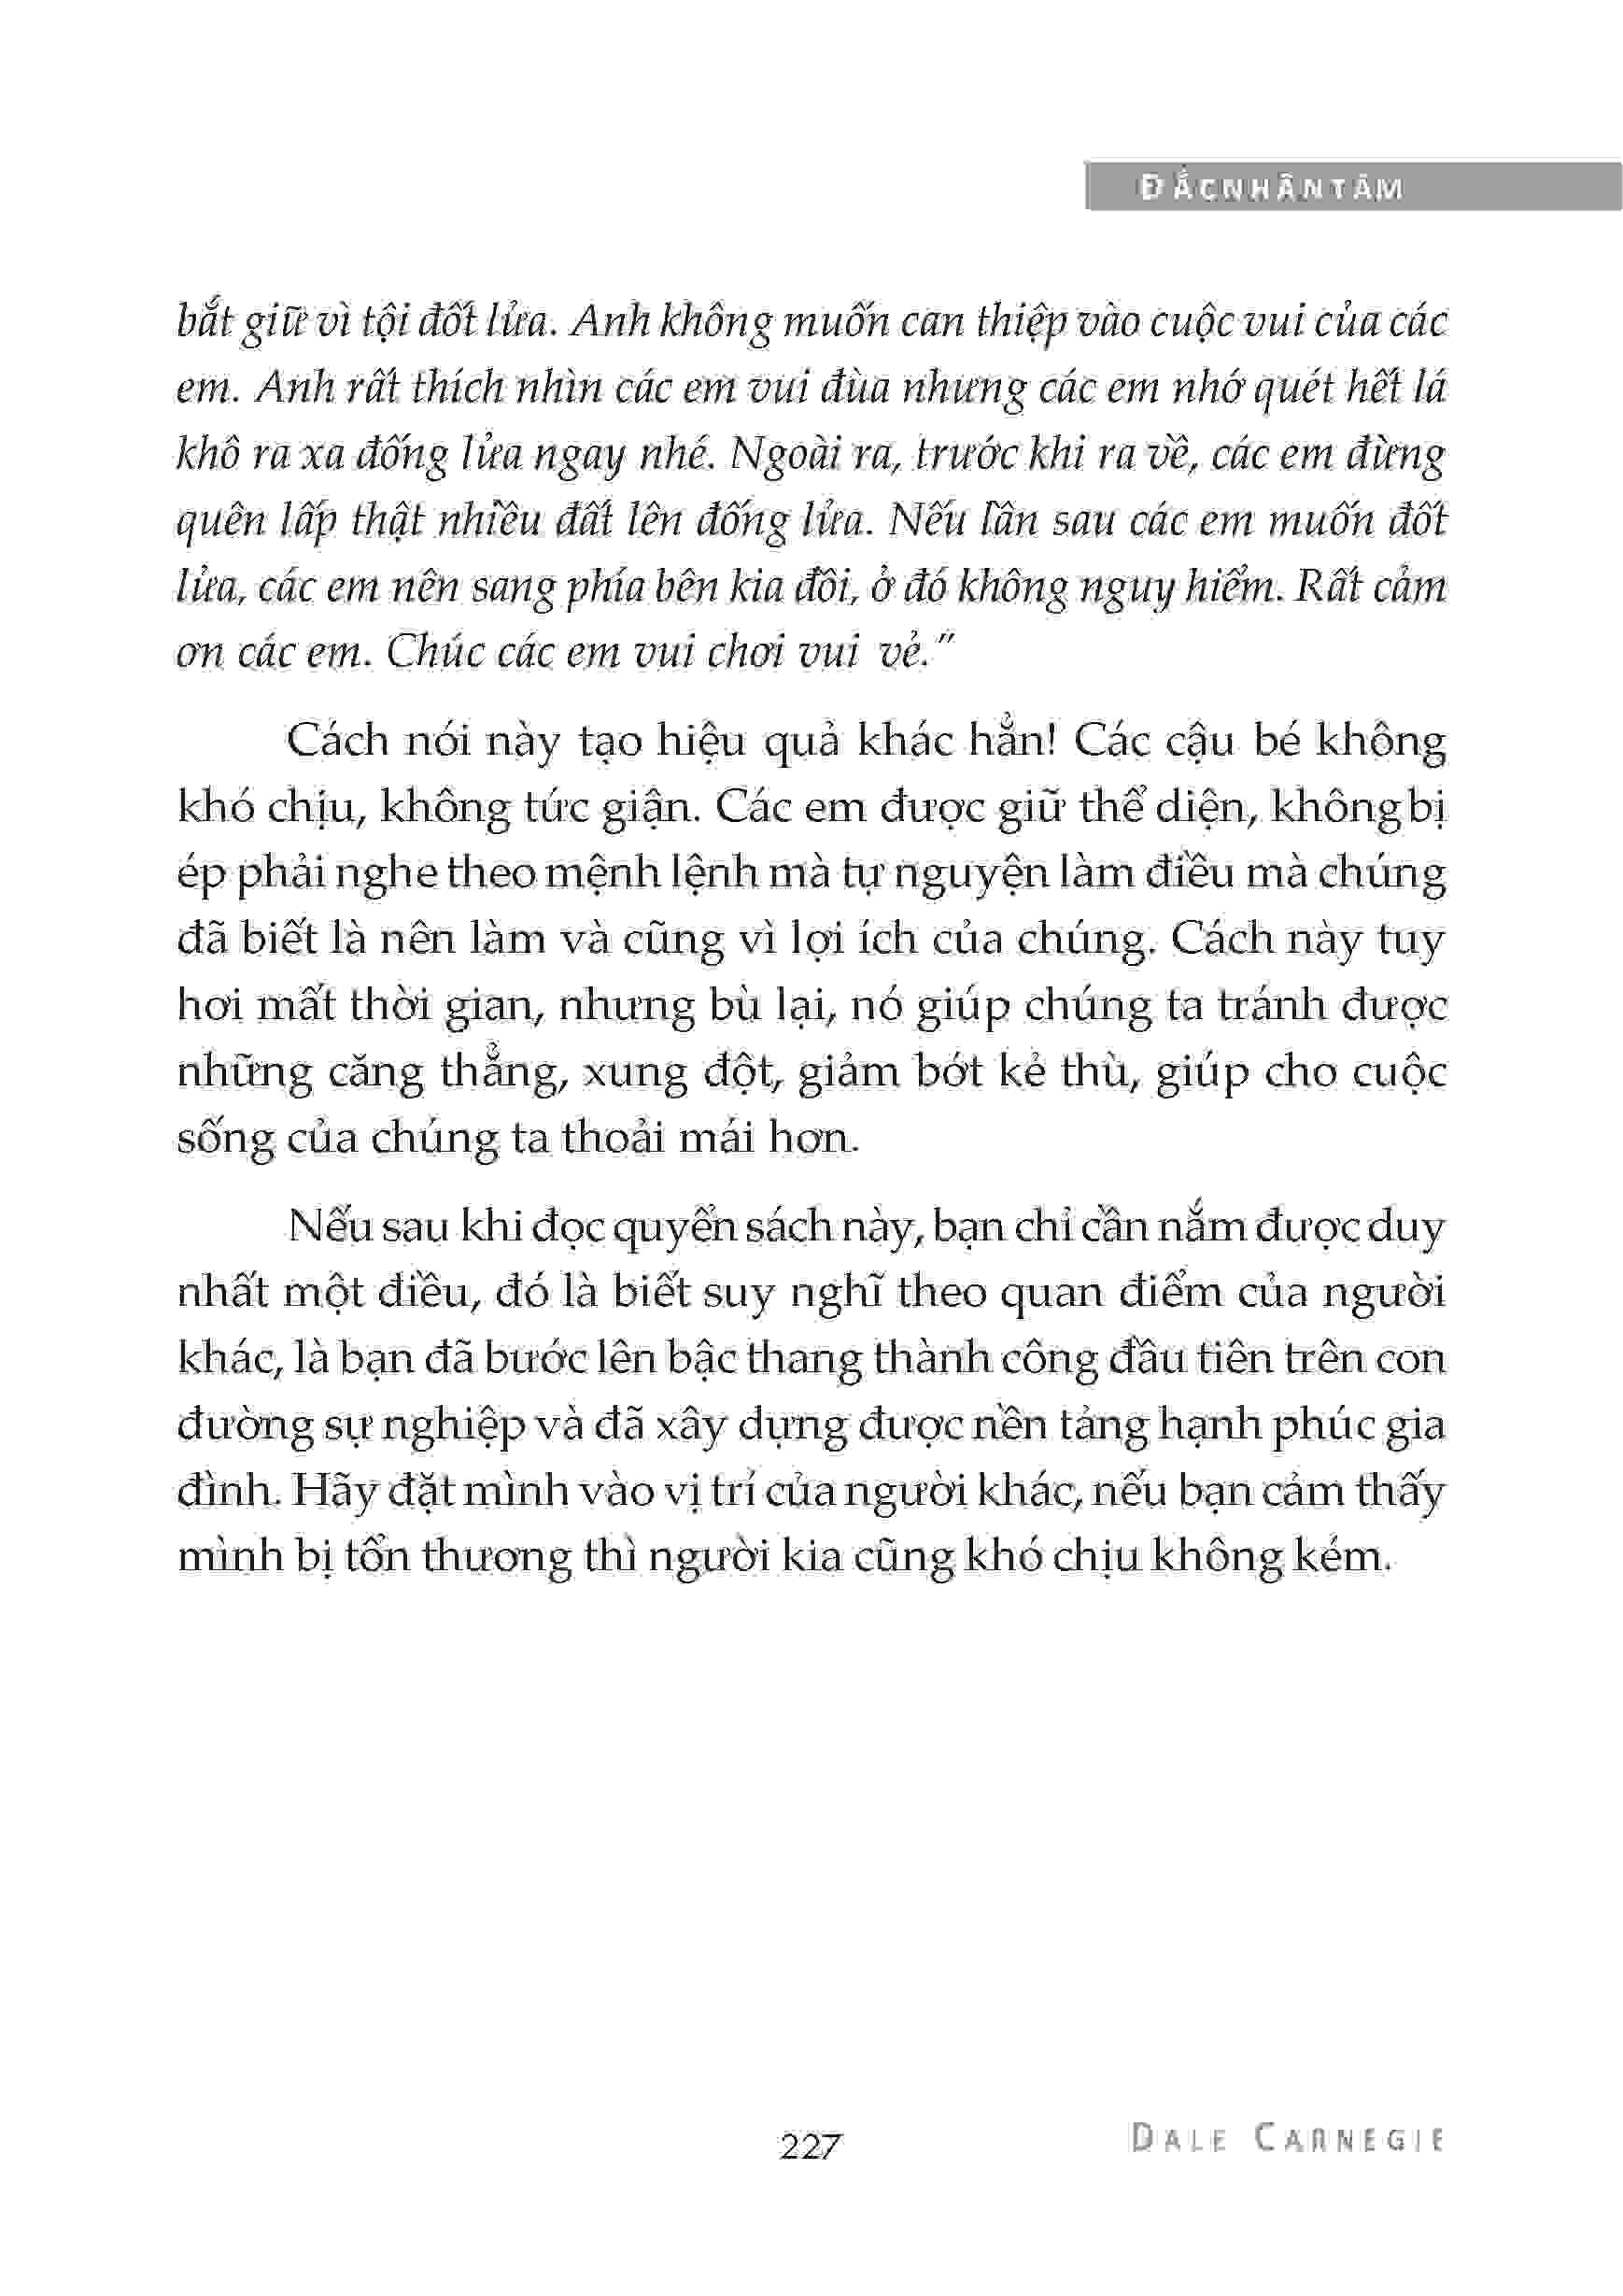 ĐẮC NHÂN TÂM
bắt giữ vì tội đốt lửa. Anh không muốn can thiệp vào cuộc vui của các
em. Anh rất thích nhìn các em vui đùa nhưng các em nhớ quét hết lá
khô ra xa đống lửa ngay nhé. Ngoài ra, trước khi ra về, các em đừng
quên lấp thật nhiều đất lên đống lửa. Nếu lần sau các em muốn đốt
lửa, các em nên sang phía bên kia đồi, ở đó không nguy hiểm. Rất cảm
ơn các em. Chúc các em vui chơi vui vẻ.”
Cách nói này tạo hiệu quả khác hẳn! Các cậu bé không
khó chịu, không tức giận. Các em được giữ thể diện, không bị
ép phải nghe theo mệnh lệnh mà tự nguyện làm điều mà chúng
đã biết là nên làm và cũng vì lợi ích của chúng. Cách này tuy
hơi mất thời gian, nhưng bù lại, nó giúp chúng ta tránh được
những căng thẳng, xung đột, giảm bớt kẻ thù, giúp cho cuộc
sống của chúng ta thoải mái hơn.
Nếu sau khi đọc quyển sách này, bạn chỉ cần nắm được duy
nhất một điều, đó là biết suy nghĩ theo quan điểm của người
khác, là bạn đã bước lên bậc thang thành công đầu tiên trên con
đường sự nghiệp và đã xây dựng được nền tảng hạnh phúc gia
đình. Hãy đặt mình vào vị trí của người khác, nếu bạn cảm thấy
mình bị tổn thương thì người kia cũng khó chịu không kém.
227
DALE CARNEGIE